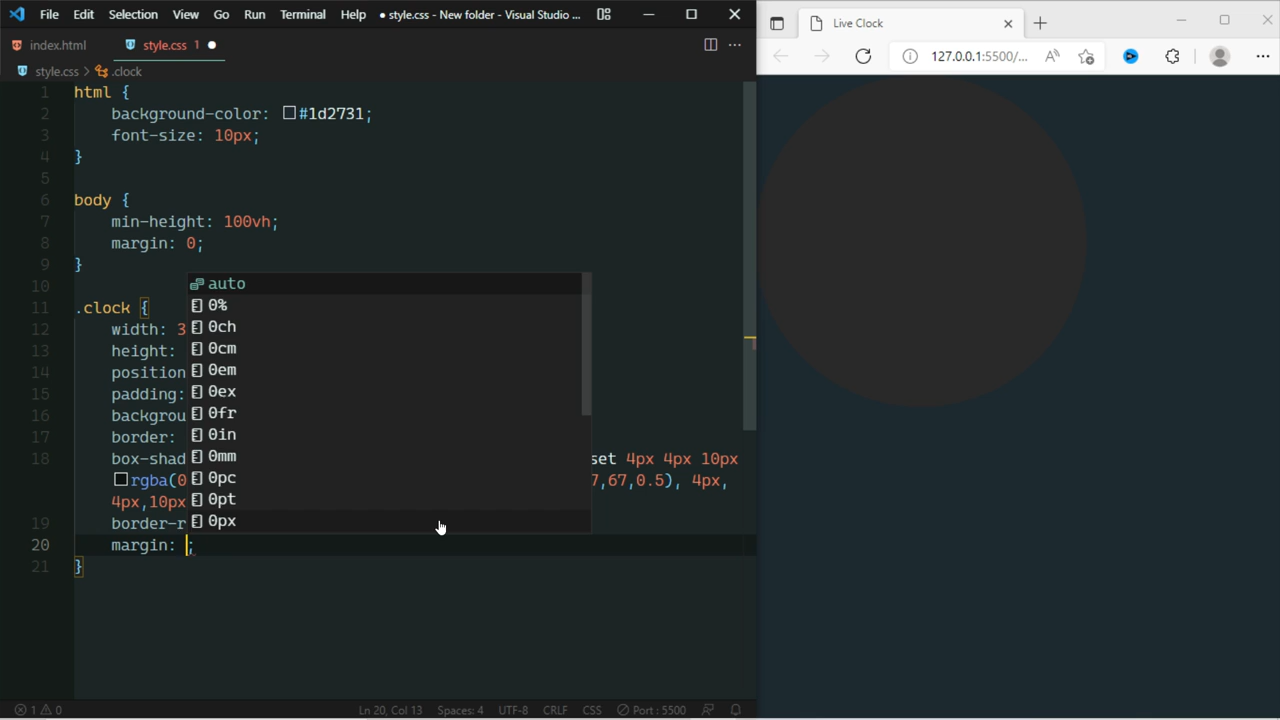 File Edit Selection View Go Run Terminal Help ● style.css - New folder - Visual Studio ...
Live Clock
index.html style.css 1
127.0.0.1:5500/...
style.css > .clock
1 html {
2 background-color: #1d2731;
3 font-size: 10px;
4 }
5
6 body {
7 min-height: 100vh;
8 margin: 0;
9 }
10
auto
11 .clock {
0%
12 width: 3
0ch
13 height:
0cm
14 position
0em
15 padding:
0ex
16 backgrou
0fr
17 border:
0in
18 box-shad set 4px 4px 10px
0mm
rgba(0 7,67,0.5), 4px,
0pc
4px,10px
0pt
19 border-r
0px
20 margin: ;
21 }
1 0 Ln 20, Col 13 Spaces: 4 UTF-8 CRLF CSS Port : 5500